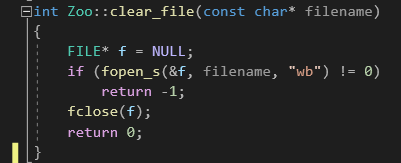 int Zoo::clear_file(const char* filename)
{
    FILE* f = NULL;
    if (fopen_s(&f, filename, "wb") != 0)
        return -1;
    fclose(f);
    return 0;
}